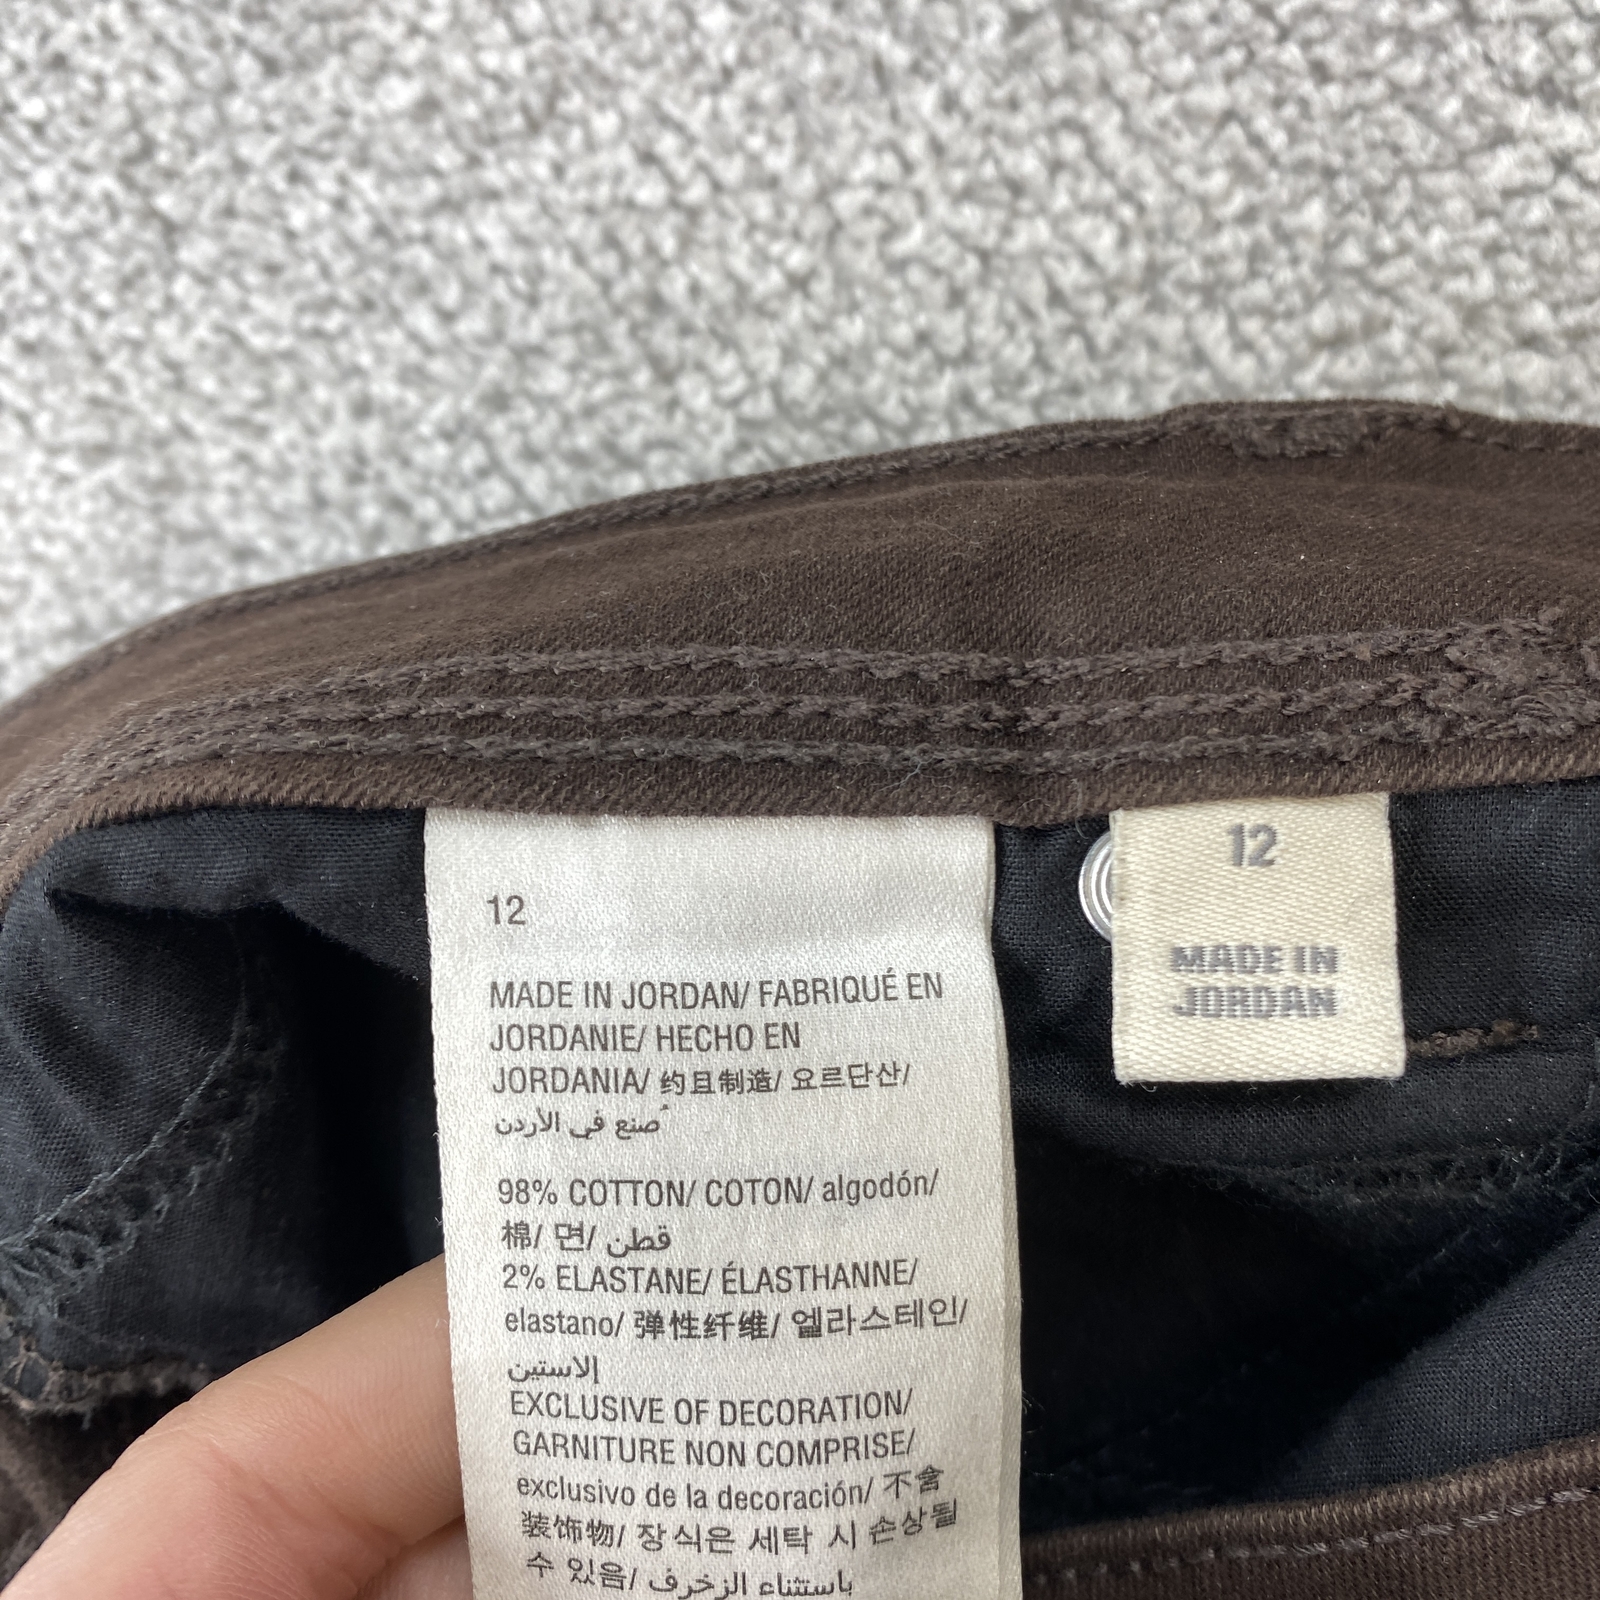 12
MADE IN JORDAN/ FABRIQUÉ EN
JORDANIE/ HECHO EN
JORDANIA/ 约旦制造/ 요르단산/
صنع في الأردن
98% COTTON/ COTON/ algodón/
棉/ 면/ قطن
2% ELASTANE/ ÉLASTHANNE/
elastano/ 弹性纤维/ 엘라스테인/
إلاستين
EXCLUSIVE OF DECORATION/
GARNITURE NON COMPRISE/
exclusivo de la decoración/ 不含
装饰物/ 장식은 세탁 시 손상될
수 있음/ باستثناء الزخرف
12
MADE IN
JORDAN